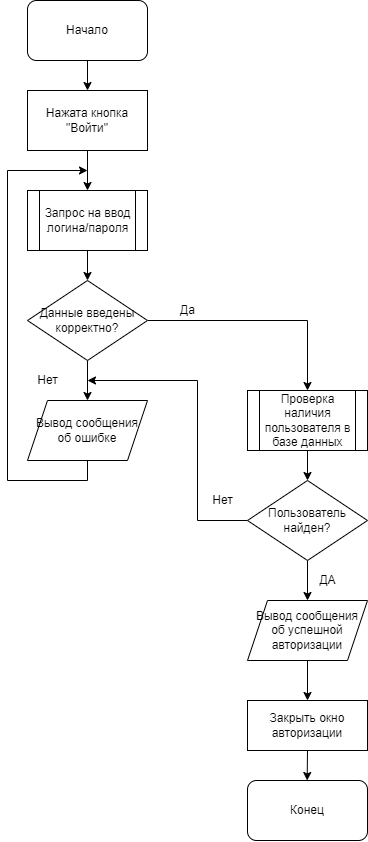 Начало
Нажата кнопка
"Войти"
Запрос на ввод
логина/пароля
Данные введены
корректно?
Да
Нет
Вывод сообщения
об ошибке
Проверка
наличия
пользователя в
базе данных
Нет
Пользователь
найден?
ДА
Вывод сообщения
об успешной
авторизации
Закрыть окно
авторизации
Конец